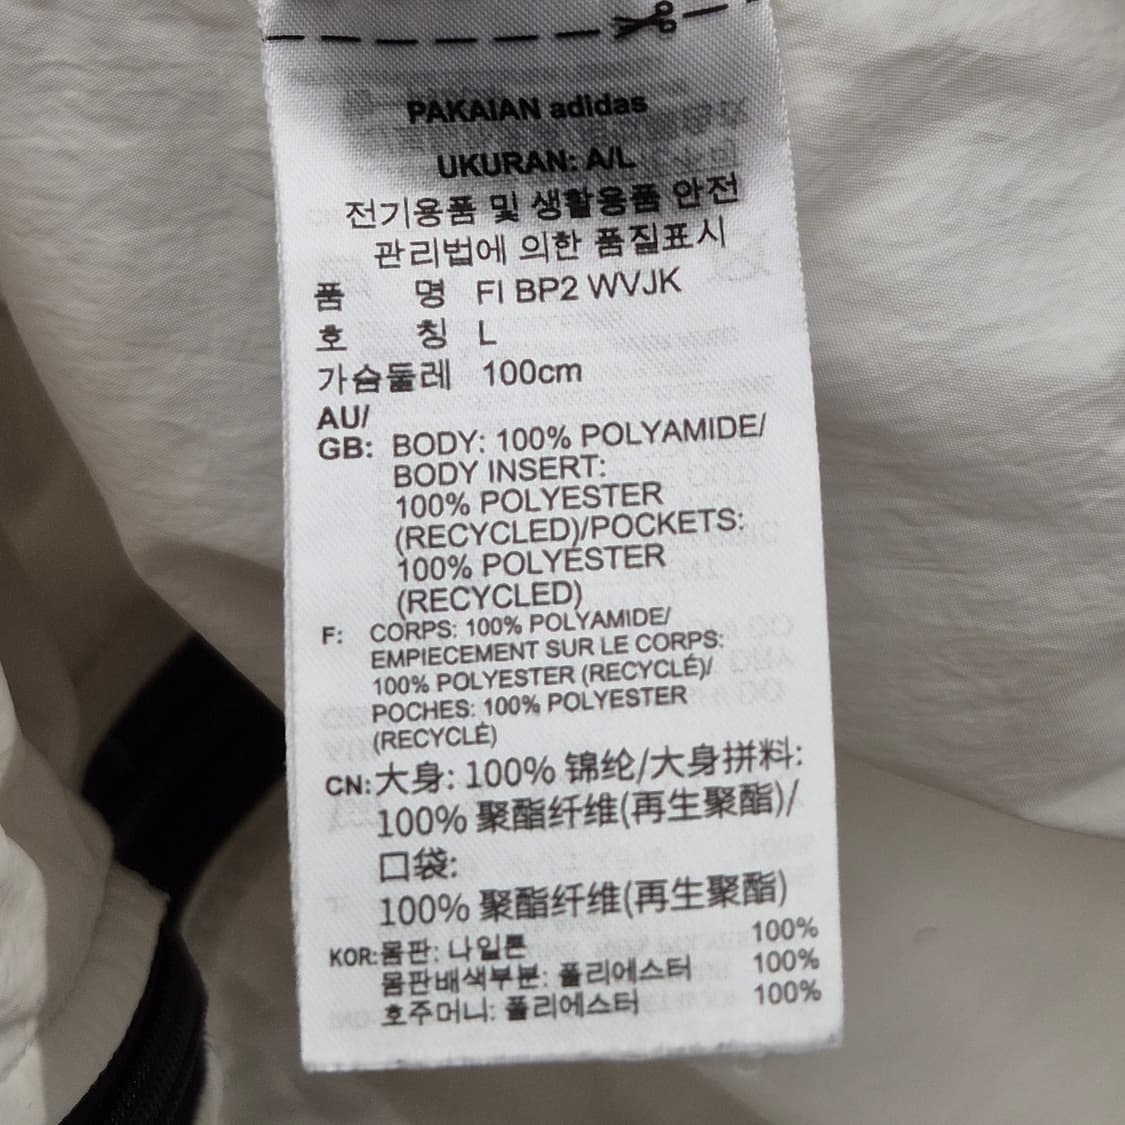 PAKAIAN adidas
UKURAN: A/L
전기용품 및 생활용품 안전
관리법에 의한 품질표시
품 명 FI BP2 WVJK
호 칭 L
가슴둘레 100cm
AU/
GB: BODY: 100% POLYAMIDE/
BODY INSERT:
100% POLYESTER
(RECYCLED)/POCKETS:
100% POLYESTER
(RECYCLED)
F: CORPS: 100% POLYAMIDE/
EMPIECEMENT SUR LE CORPS:
100% POLYESTER (RECYCLÉ)/
POCHES: 100% POLYESTER
(RECYCLÉ)
CN: 大身: 100% 锦纶/大身拼料:
100% 聚酯纤维(再生聚酯)/
口袋:
100% 聚酯纤维(再生聚酯)
KOR: 몸판: 나일론 100%
몸판배색부분: 폴리에스터 100%
호주머니: 폴리에스터 100%